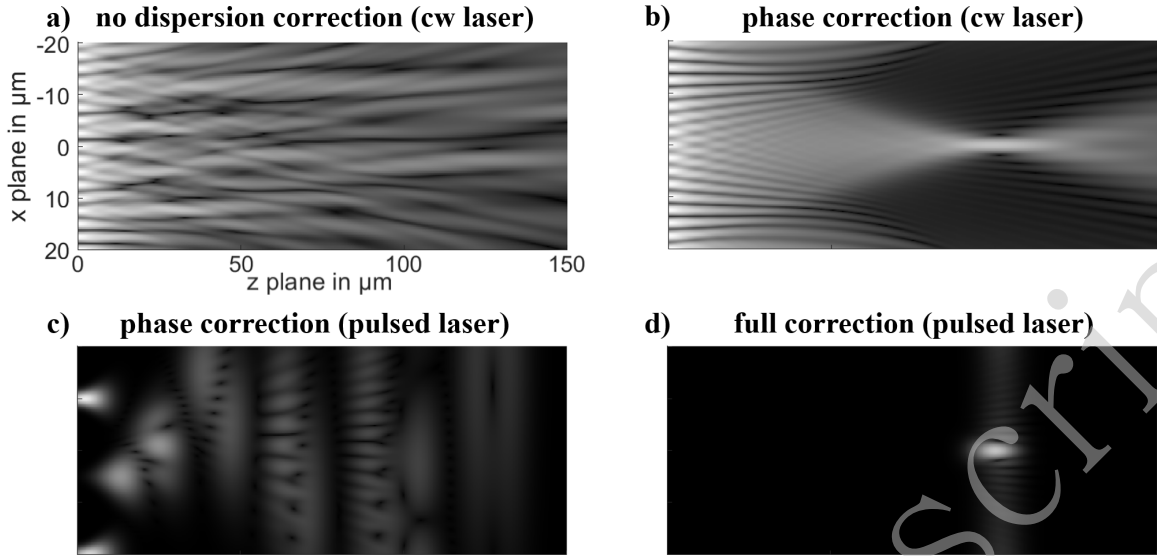 a) no dispersion correction (cw laser)
b) phase correction (cw laser)
-20
-10
0
10
20
x plane in μm
0 50 100 150
z plane in μm
c) phase correction (pulsed laser)
d) full correction (pulsed laser)
scrip